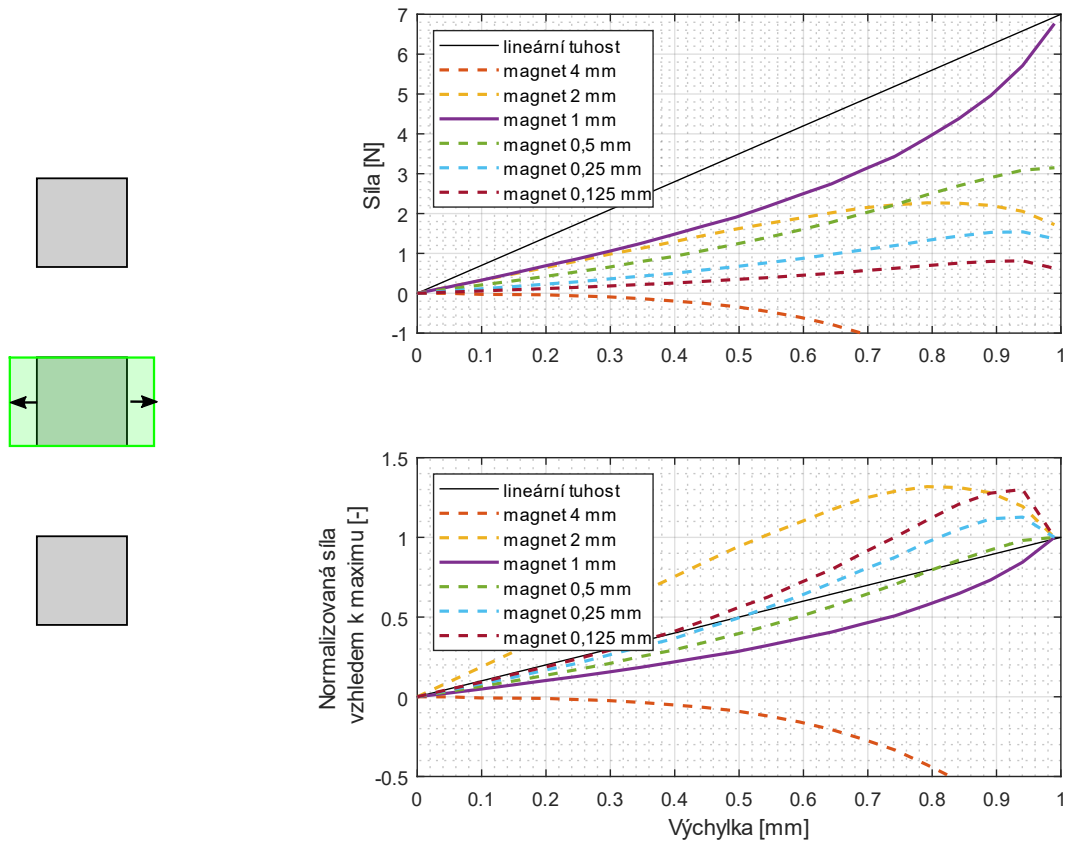 7
6
5
4
3
2
1
0
-1
Síla [N]
lineární tuhost
magnet 4 mm
magnet 2 mm
magnet 1 mm
magnet 0,5 mm
magnet 0,25 mm
magnet 0,125 mm
0 0.1 0.2 0.3 0.4 0.5 0.6 0.7 0.8 0.9 1
1.5
1
0.5
0
-0.5
Normalizovaná síla
vzhledem k maximu [-]
lineární tuhost
magnet 4 mm
magnet 2 mm
magnet 1 mm
magnet 0,5 mm
magnet 0,25 mm
magnet 0,125 mm
0 0.1 0.2 0.3 0.4 0.5 0.6 0.7 0.8 0.9 1
Výchylka [mm]